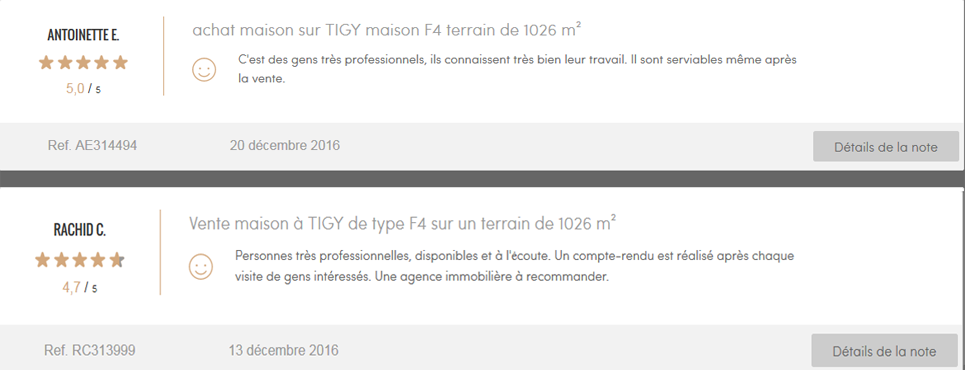 ANTOINETTE E.
5,0 / 5
achat maison sur TIGY maison F4 terrain de 1026 m²
C'est des gens très professionnels, ils connaissent très bien leur travail. Il sont serviables même après
la vente.
Ref. AE314494
20 décembre 2016
Détails de la note
RACHID C.
4,7 / 5
Vente maison à TIGY de type F4 sur un terrain de 1026 m²
Personnes très professionnelles, disponibles et à l'écoute. Un compte-rendu est réalisé après chaque
visite de gens intéressés. Une agence immobilière à recommander.
Ref. RC313999
13 décembre 2016
Détails de la note